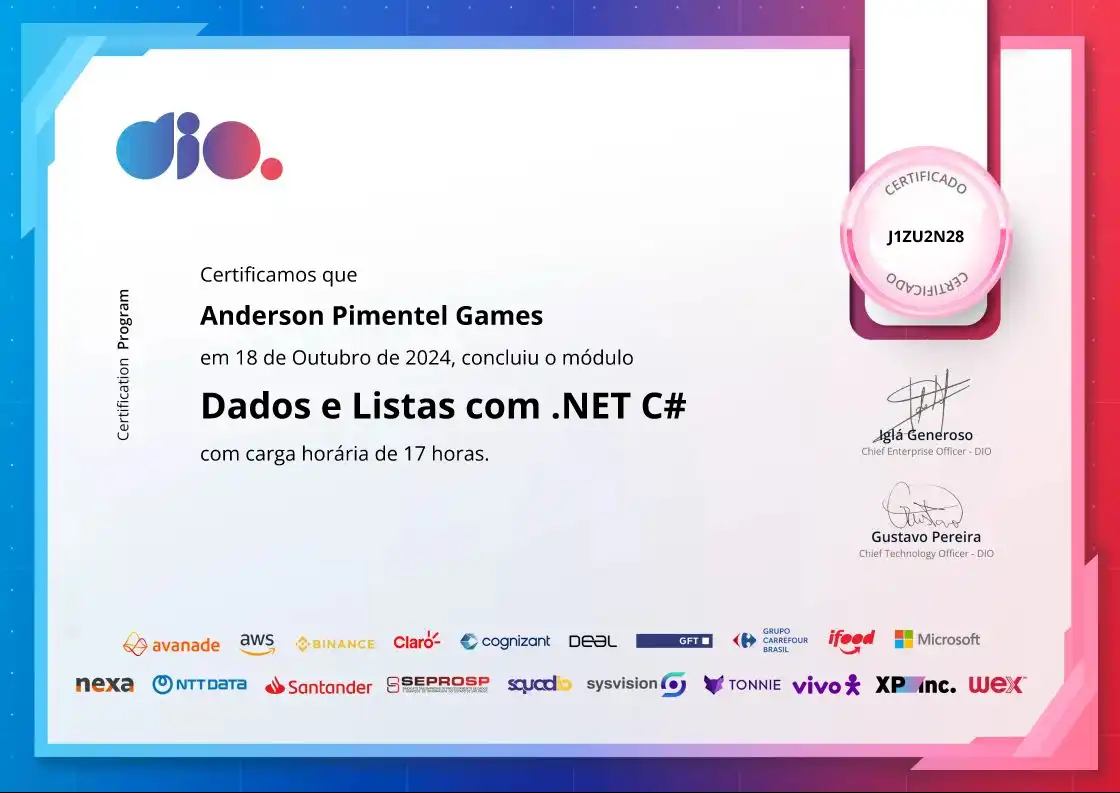 dio.
CERTIFICADO
J1ZU2N28
CERTIFICADO
Certification Program
Certificamos que
Anderson Pimentel Games
em 18 de Outubro de 2024, concluiu o módulo
Dados e Listas com .NET C#
com carga horária de 17 horas.
Iglá Generoso
Chief Enterprise Officer - DIO
Gustavo Pereira
Chief Technology Officer - DIO
avanade aws BINANCE Claro cognizant DEAL GFT GRUPO CARREFOUR BRASIL ifood Microsoft
nexa NTT DATA Santander SEPROSP squadio sysvision TONNIE vivo XP inc. wex